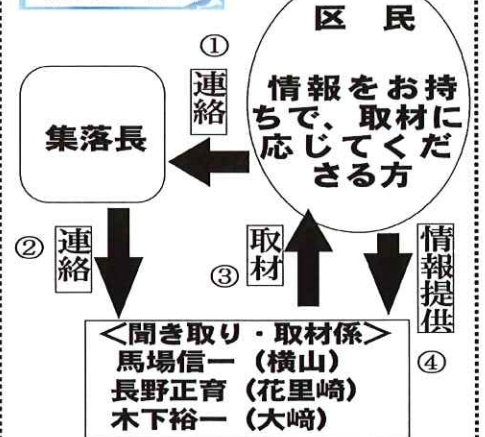 区民
情報をお持
ちで、取材に
応じてくだ
さる方
①
連絡
集落長
②
連絡
③
取材
情報提供
④
＜聞き取り・取材係＞
馬場信一（横山）
長野正育（花里崎）
木下裕一（大﨑）